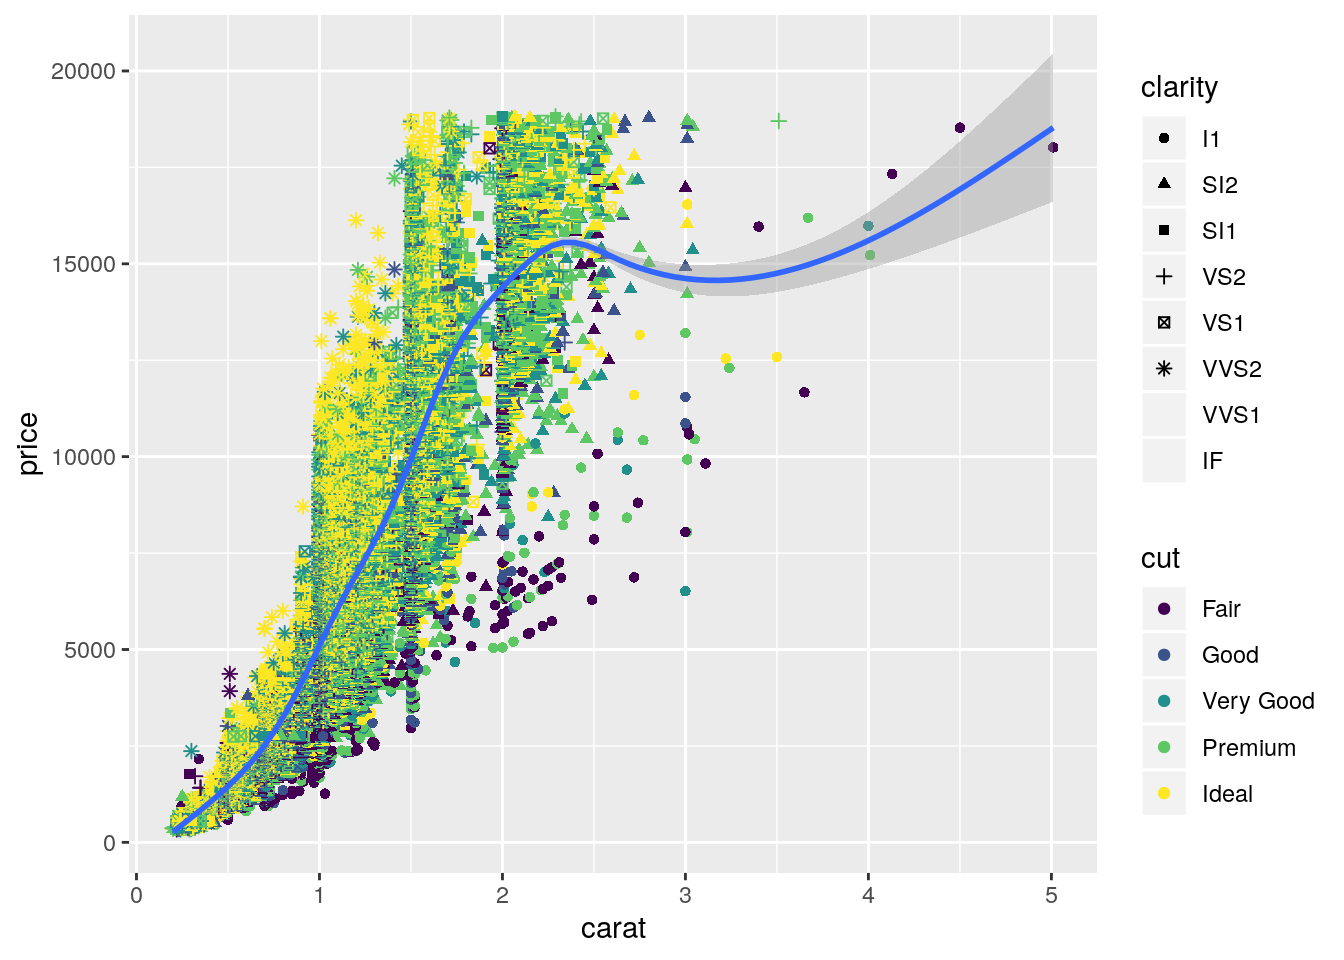 20000
15000
10000
5000
0
price
0 1 2 3 4 5
carat
clarity
I1
SI2
SI1
VS2
VS1
VVS2
VVS1
IF
cut
Fair
Good
Very Good
Premium
Ideal